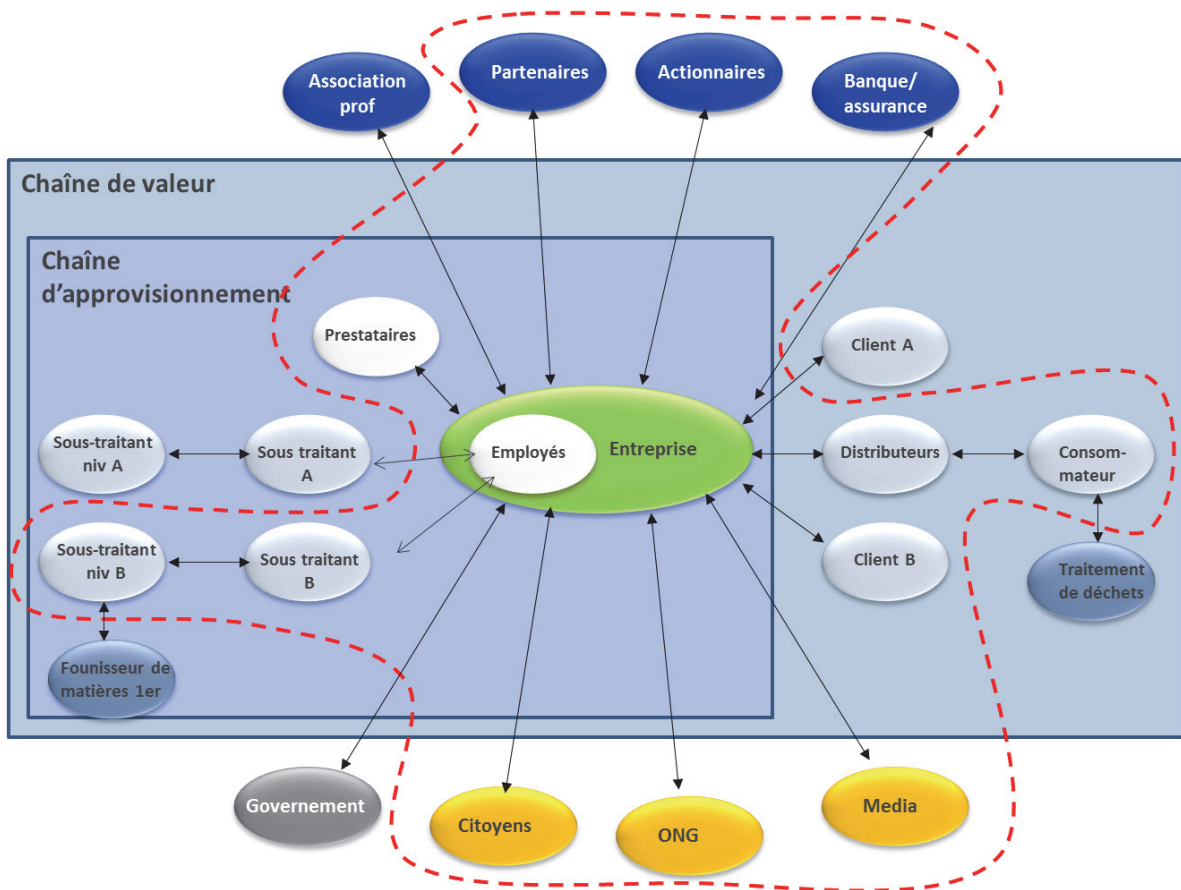 Association
prof
Partenaires
Actionnaires
Banque/
assurance
Chaîne de valeur
Chaîne
d'approvisionnement
Prestataires
Client A
Sous-traitant
niv A
Sous traitant
A
Employés
Entreprise
Distributeurs
Consom-
mateur
Sous-traitant
niv B
Sous traitant
B
Client B
Traitement
de déchets
Founisseur de
matières 1er
Governement
Citoyens
ONG
Media